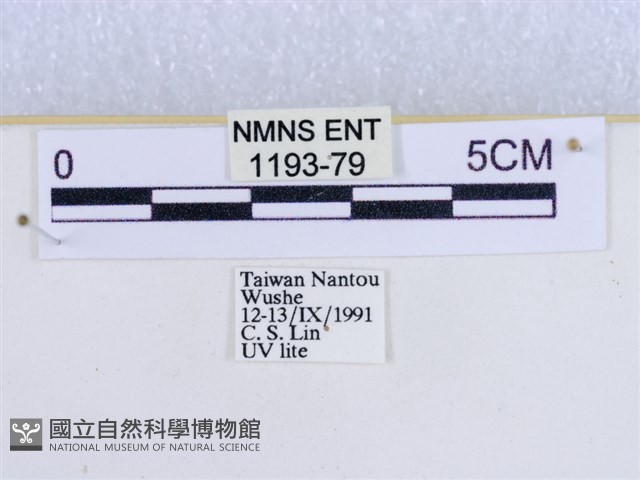 NMNS ENT
1193-79
0
5CM
Taiwan Nantou
Wushe
12-13/IX/1991
C. S. Lin
UV lite
國立自然科學博物館
NATIONAL MUSEUM OF NATURAL SCIENCE